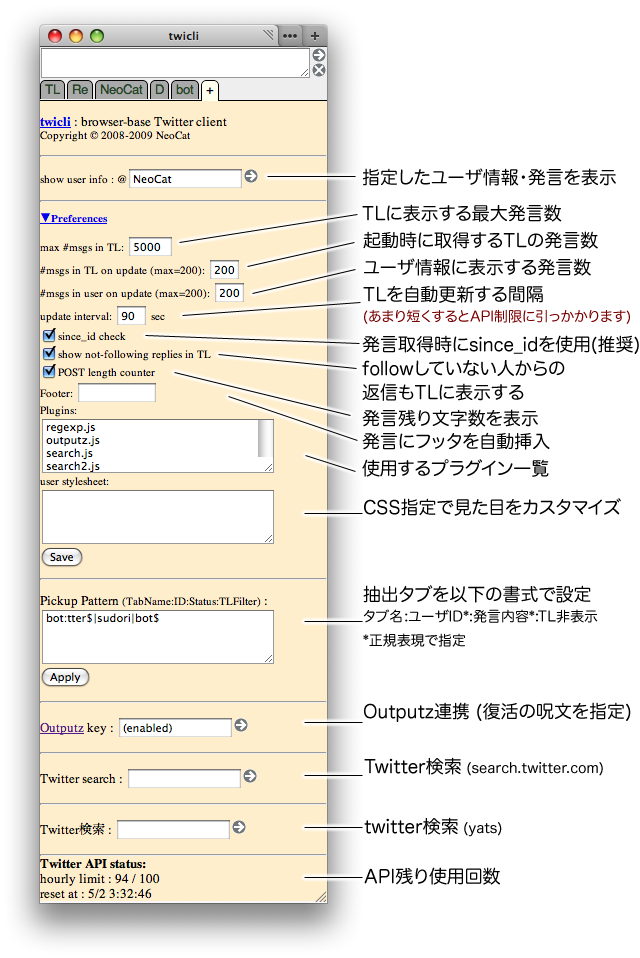 twicli
TL Re NeoCat D bot +
twicli : browser-base Twitter client
Copyright © 2008-2009 NeoCat
show user info : @ NeoCat
指定したユーザ情報・発言を表示
▼Preferences
max #msgs in TL: 5000
TLに表示する最大発言数
#msgs in TL on update (max=200): 200
起動時に取得するTLの発言数
#msgs in user on update (max=200): 200
ユーザ情報に表示する発言数
update interval: 90 sec
TLを自動更新する間隔
(あまり短くするとAPI制限に引っかかります)
since_id check
発言取得時にsince_idを使用(推奨)
show not-following replies in TL
followしていない人からの
返信もTLに表示する
POST length counter
発言残り文字数を表示
Footer:
発言にフッタを自動挿入
Plugins:
regexp.js
outputz.js
search.js
search2.js
使用するプラグイン一覧
user stylesheet:
CSS指定で見た目をカスタマイズ
Save
Pickup Pattern (TabName:ID:Status:TLFilter) :
bot:tter$|sudori|bot$
抽出タブを以下の書式で設定
タブ名:ユーザID*:発言内容*:TL非表示
*正規表現で指定
Apply
Outputz key : (enabled)
Outputz連携 (復活の呪文を指定)
Twitter search :
Twitter検索 (search.twitter.com)
Twitter検索 :
twitter検索 (yats)
Twitter API status:
hourly limit : 94 / 100
reset at : 5/2 3:32:46
API残り使用回数